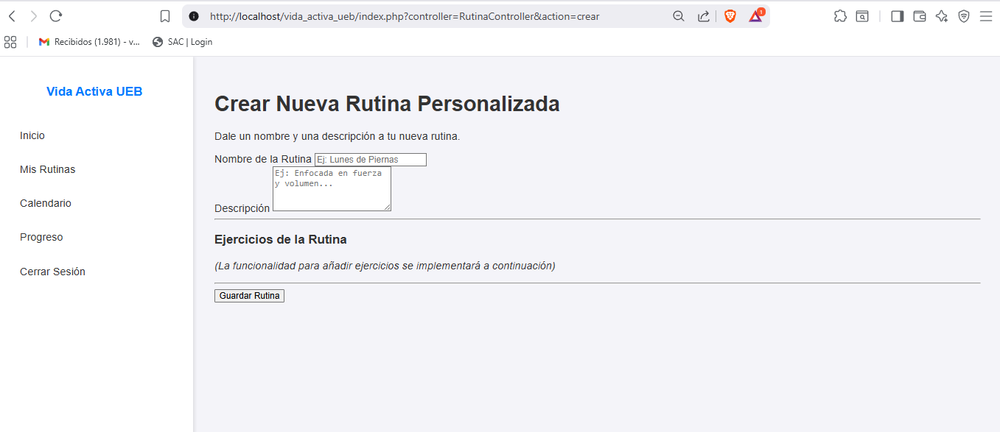 http://localhost/vida_activa_ueb/index.php?controller=RutinaController&action=crear
1
Recibidos (1.981) - v...
SAC | Login
Vida Activa UEB
Inicio
Mis Rutinas
Calendario
Progreso
Cerrar Sesión
Crear Nueva Rutina Personalizada
Dale un nombre y una descripción a tu nueva rutina.
Nombre de la Rutina Ej: Lunes de Piernas
Ej: Enfocada en fuerza
y volumen...
Descripción
Ejercicios de la Rutina
(La funcionalidad para añadir ejercicios se implementará a continuación)
Guardar Rutina